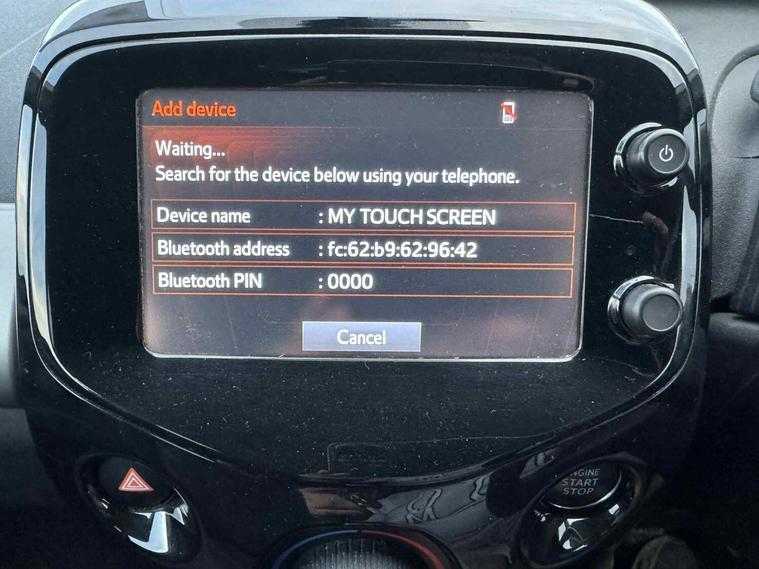 Add device
Waiting...
Search for the device below using your telephone.
Device name : MY TOUCH SCREEN
Bluetooth address : fc:62:b9:62:96:42
Bluetooth PIN : 0000
Cancel
ENGINE
START
STOP